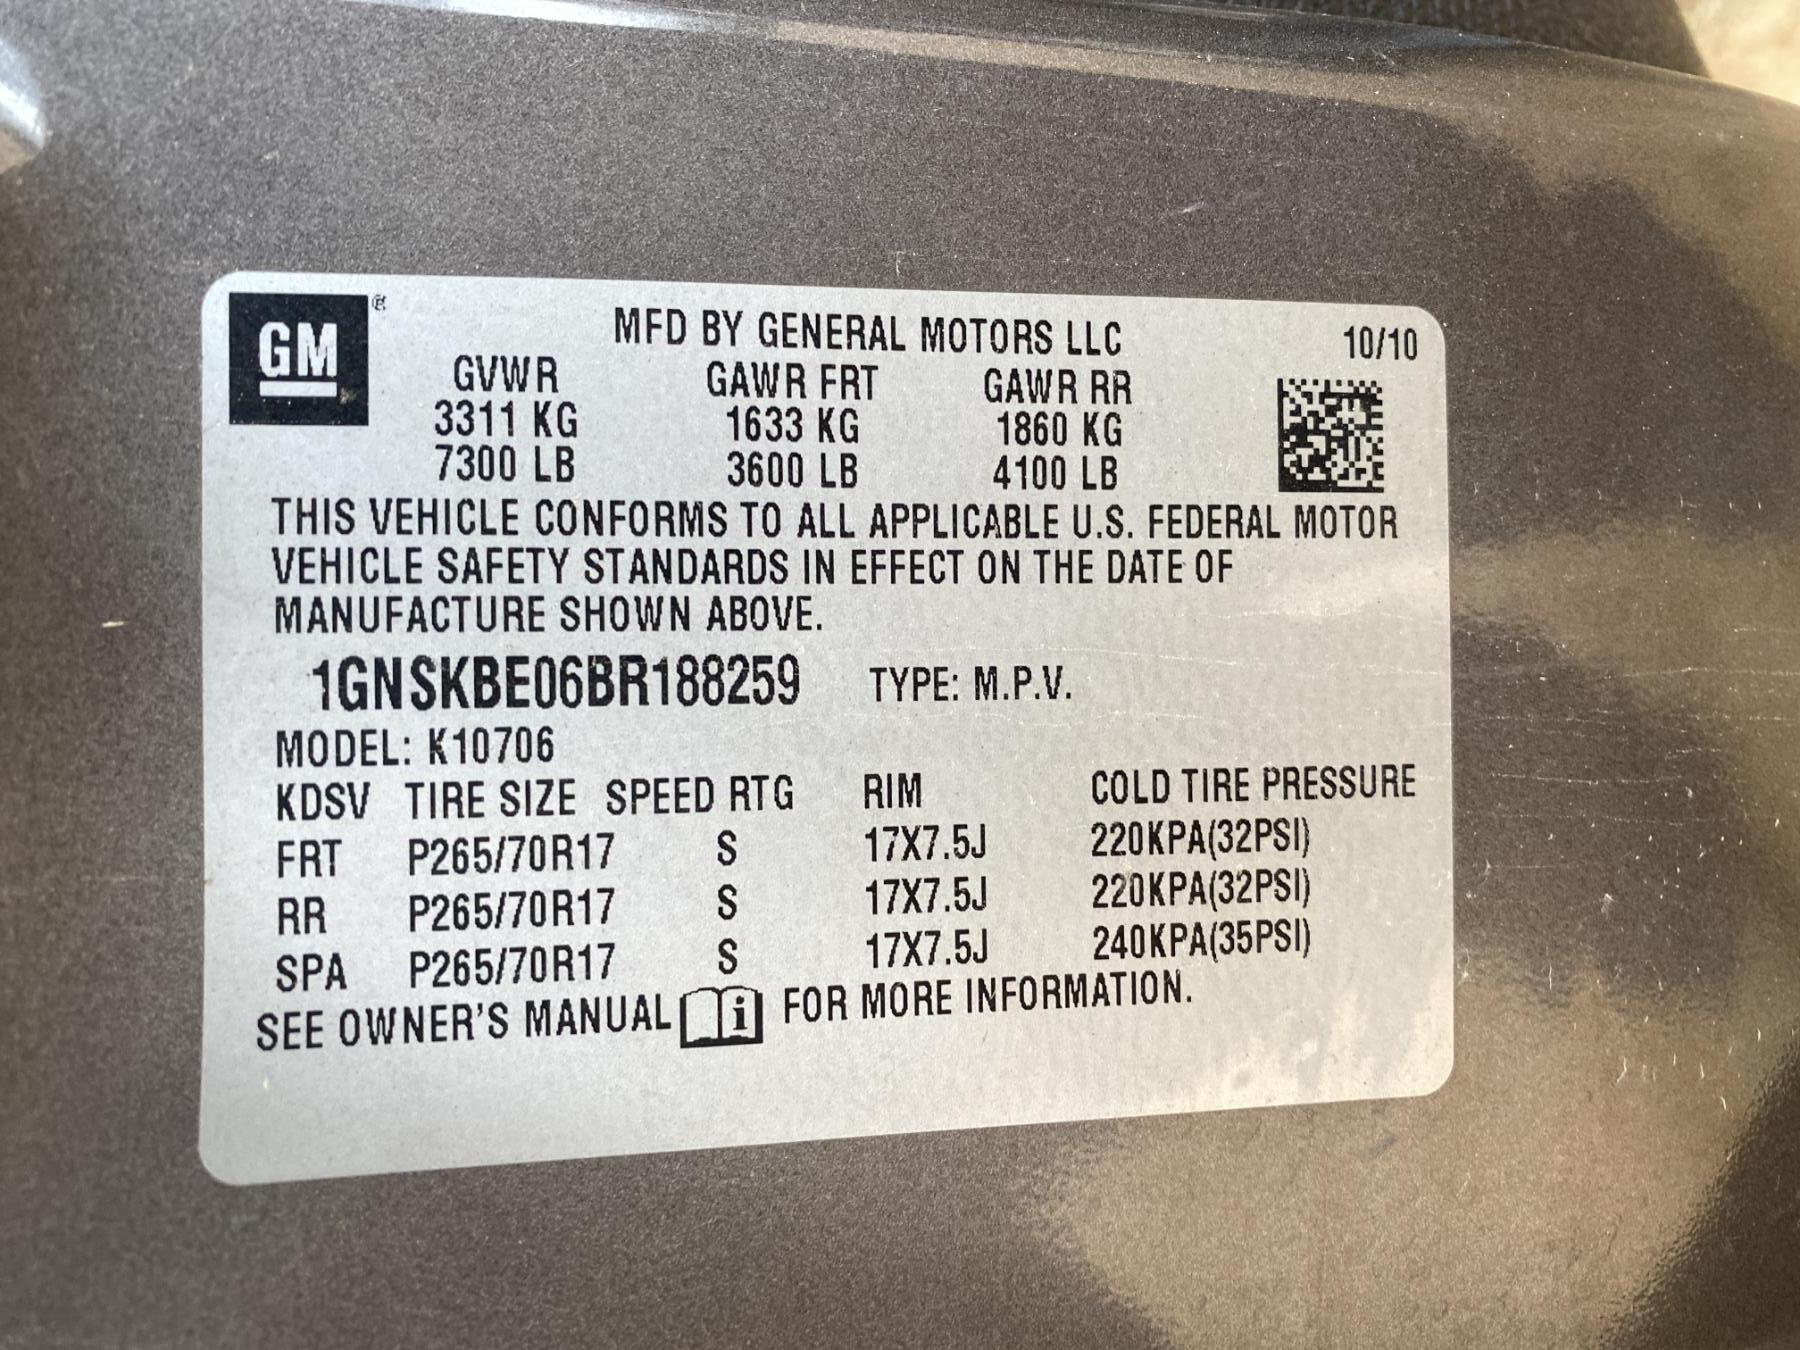 GM ®
MFD BY GENERAL MOTORS LLC 10/10
GVWR GAWR FRT GAWR RR
3311 KG 1633 KG 1860 KG
7300 LB 3600 LB 4100 LB
THIS VEHICLE CONFORMS TO ALL APPLICABLE U.S. FEDERAL MOTOR
VEHICLE SAFETY STANDARDS IN EFFECT ON THE DATE OF
MANUFACTURE SHOWN ABOVE.
1GNSKBE06BR188259 TYPE: M.P.V.
MODEL: K10706
KDSV TIRE SIZE SPEED RTG RIM COLD TIRE PRESSURE
FRT P265/70R17 S 17X7.5J 220KPA(32PSI)
RR P265/70R17 S 17X7.5J 220KPA(32PSI)
SPA P265/70R17 S 17X7.5J 240KPA(35PSI)
SEE OWNER'S MANUAL i FOR MORE INFORMATION.